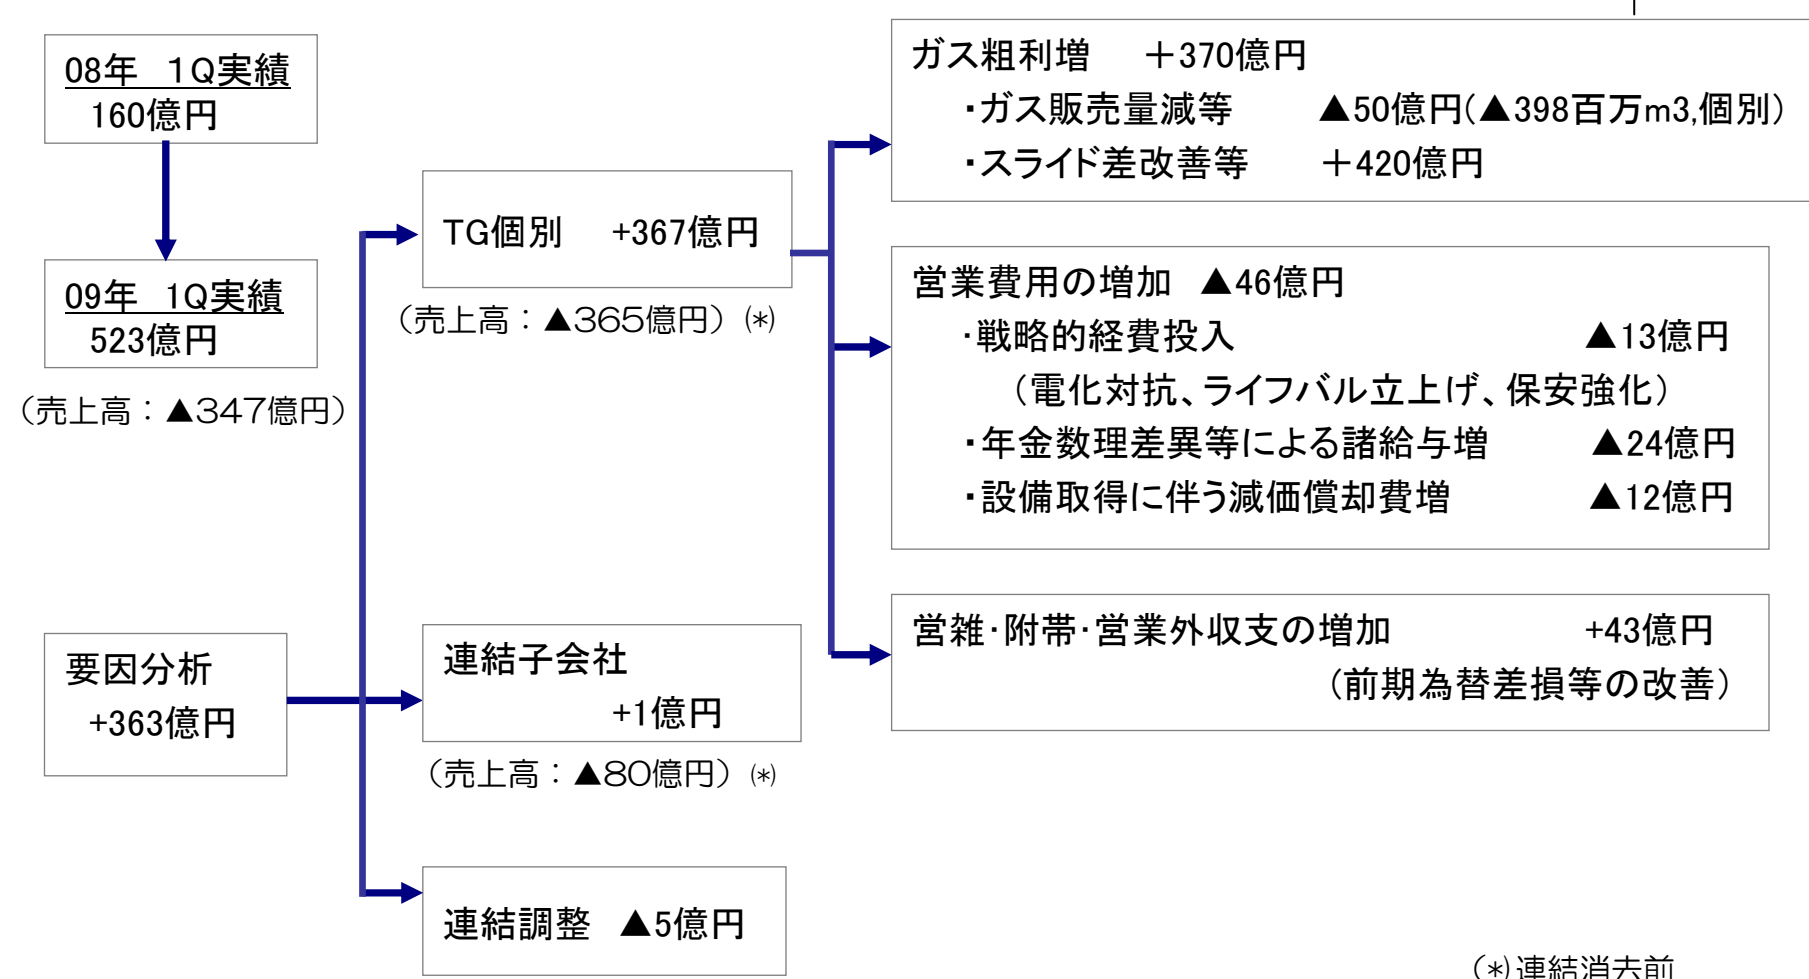 08年　1Q実績
160億円
09年　1Q実績
523億円
（売上高：▲347億円）
要因分析
+363億円
TG個別　+367億円
（売上高：▲365億円）(*)
連結子会社
+1億円
（売上高：▲80億円）(*)
連結調整　▲5億円
ガス粗利増　＋370億円
・ガス販売量減等　▲50億円(▲398百万m3,個別)
・スライド差改善等　＋420億円
営業費用の増加　▲46億円
・戦略的経費投入　▲13億円
（電化対抗、ライフバル立上げ、保安強化）
・年金数理差異等による諸給与増　▲24億円
・設備取得に伴う減価償却費増　▲12億円
営雑・附帯・営業外収支の増加　+43億円
（前期為替差損等の改善）
(*)連結消去前